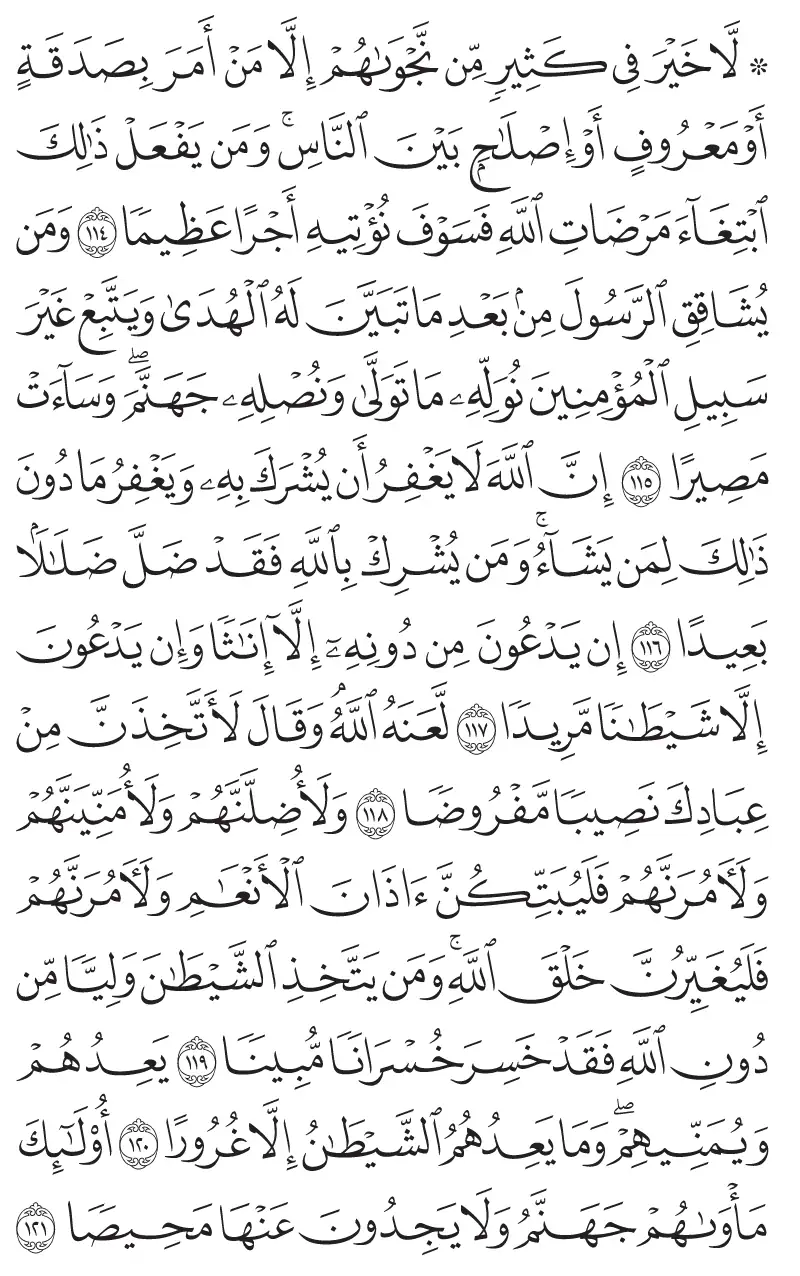 ۞ لَّا خَيْرَ فِي كَثِيرٍ مِّن نَّجْوَىٰهُمْ إِلَّا مَنْ أَمَرَ بِصَدَقَةٍ
أَوْ مَعْرُوفٍ أَوْ إِصْلَٰحٍۭ بَيْنَ ٱلنَّاسِۚ وَمَن يَفْعَلْ ذَٰلِكَ
ٱبْتِغَآءَ مَرْضَاتِ ٱللَّهِ فَسَوْفَ نُؤْتِيهِ أَجْرًا عَظِيمًا ١١٤ وَمَن
يُشَاقِقِ ٱلرَّسُولَ مِنۢ بَعْدِ مَا تَبَيَّنَ لَهُ ٱلْهُدَىٰ وَيَتَّبِعْ غَيْرَ
سَبِيلِ ٱلْمُؤْمِنِينَ نُوَلِّهِۦ مَا تَوَلَّىٰ وَنُصْلِهِۦ جَهَنَّمَۖ وَسَآءَتْ
مَصِيرًا ١١٥ إِنَّ ٱللَّهَ لَا يَغْفِرُ أَن يُشْرَكَ بِهِۦ وَيَغْفِرُ مَا دُونَ
ذَٰلِكَ لِمَن يَشَآءُۚ وَمَن يُشْرِكْ بِٱللَّهِ فَقَدْ ضَلَّ ضَلَٰلًۢا
بَعِيدًا ١١٦ إِن يَدْعُونَ مِن دُونِهِۦٓ إِلَّآ إِنَٰثًا وَإِن يَدْعُونَ
إِلَّا شَيْطَٰنًا مَّرِيدًا ١١٧ لَّعَنَهُ ٱللَّهُۘ وَقَالَ لَأَتَّخِذَنَّ مِنْ
عِبَادِكَ نَصِيبًا مَّفْرُوضًا ١١٨ وَلَأُضِلَّنَّهُمْ وَلَأُمَنِّيَنَّهُمْ
وَلَءَامُرَنَّهُمْ فَلَيُبَتِّكُنَّ ءَاذَانَ ٱلْأَنْعَٰمِ وَلَءَامُرَنَّهُمْ
فَلَيُغَيِّرُنَّ خَلْقَ ٱللَّهِۚ وَمَن يَتَّخِذِ ٱلشَّيْطَٰنَ وَلِيًّا مِّن
دُونِ ٱللَّهِ فَقَدْ خَسِرَ خُسْرَانًا مُّبِينًا ١١٩ يَعِدُهُمْ
وَيُمَنِّيهِمْۖ وَمَا يَعِدُهُمُ ٱلشَّيْطَٰنُ إِلَّا غُرُورًا ١٢٠ أُو۟لَٰٓئِكَ
مَأْوَىٰهُمْ جَهَنَّمُ وَلَا يَجِدُونَ عَنْهَا مَحِيصًا ١٢١